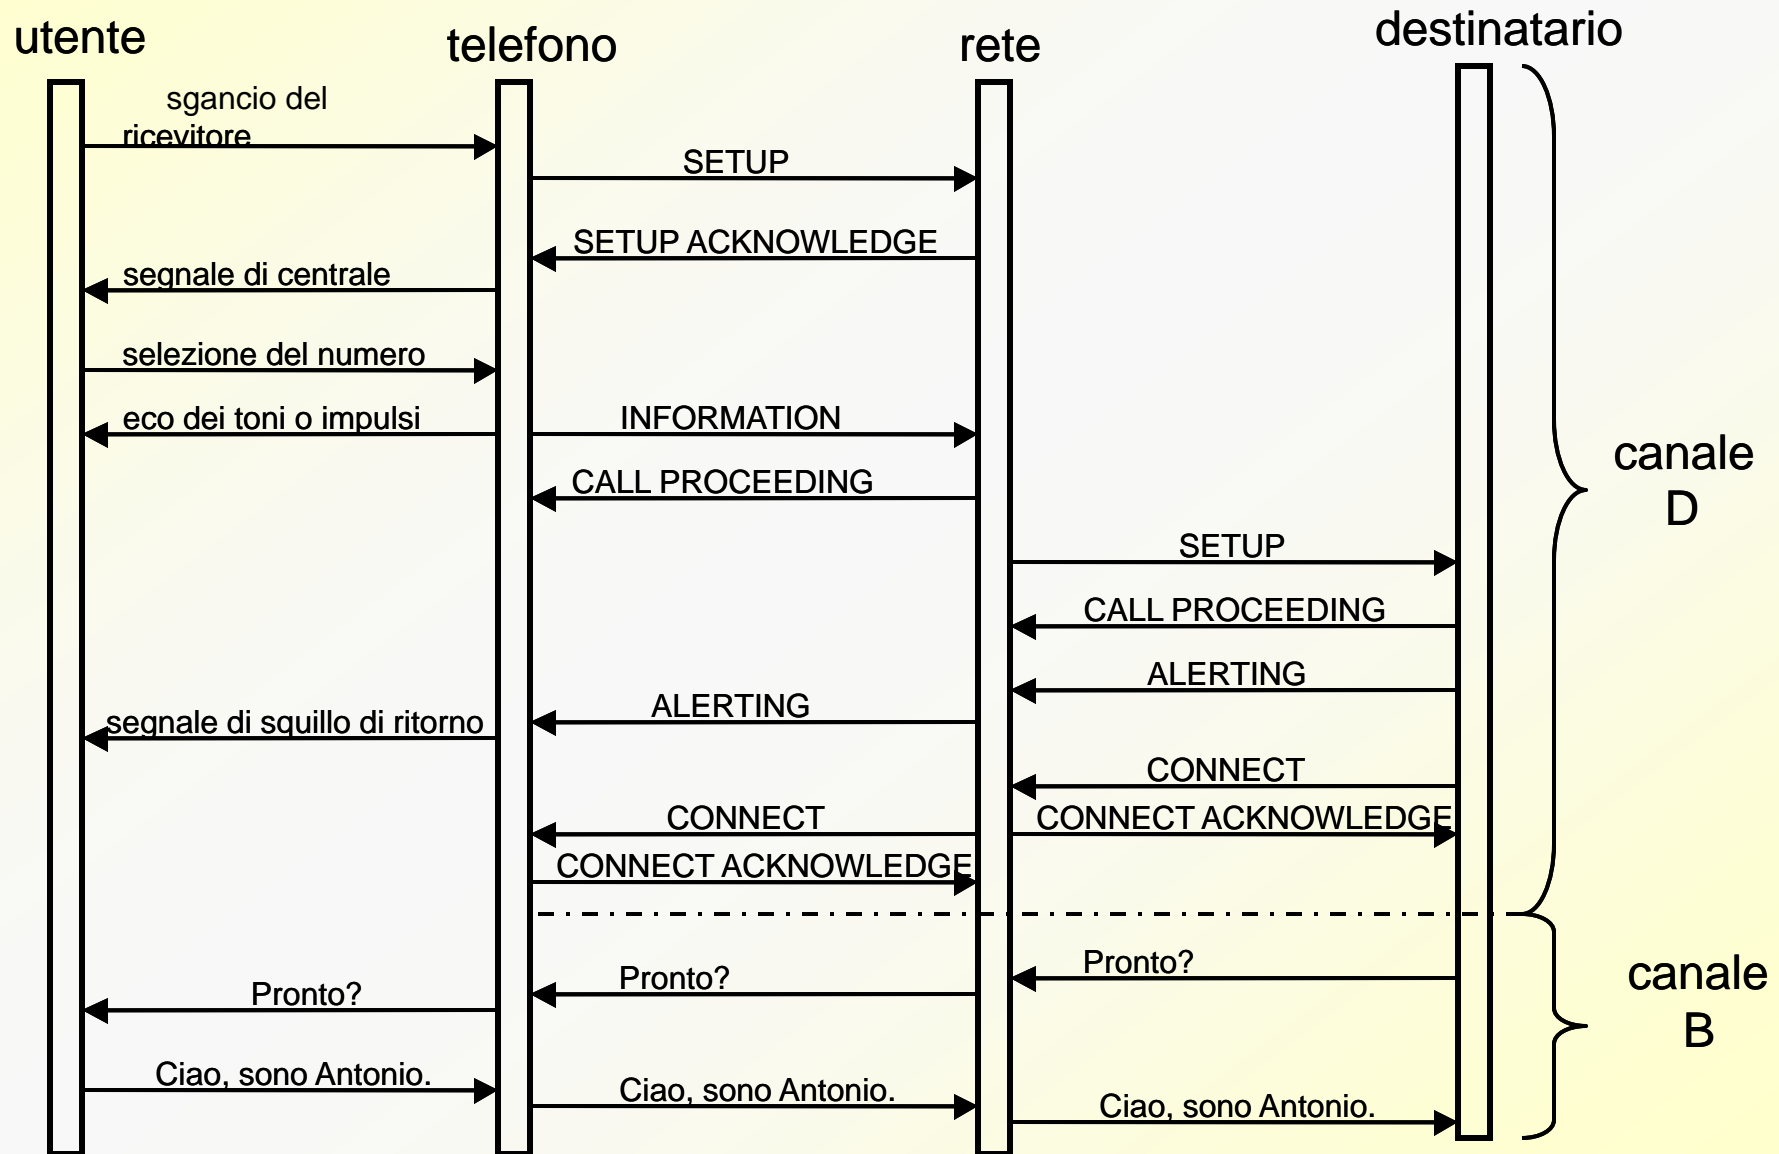 utente
telefono
rete
destinatario
sgancio del
ricevitore
SETUP
SETUP ACKNOWLEDGE
segnale di centrale
selezione del numero
eco dei toni o impulsi
INFORMATION
canale
D
CALL PROCEEDING
SETUP
CALL PROCEEDING
ALERTING
ALERTING
segnale di squillo di ritorno
CONNECT
CONNECT
CONNECT ACKNOWLEDGE
CONNECT ACKNOWLEDGE
Pronto?
Pronto?
Pronto?
canale
B
Ciao, sono Antonio.
Ciao, sono Antonio.
Ciao, sono Antonio.